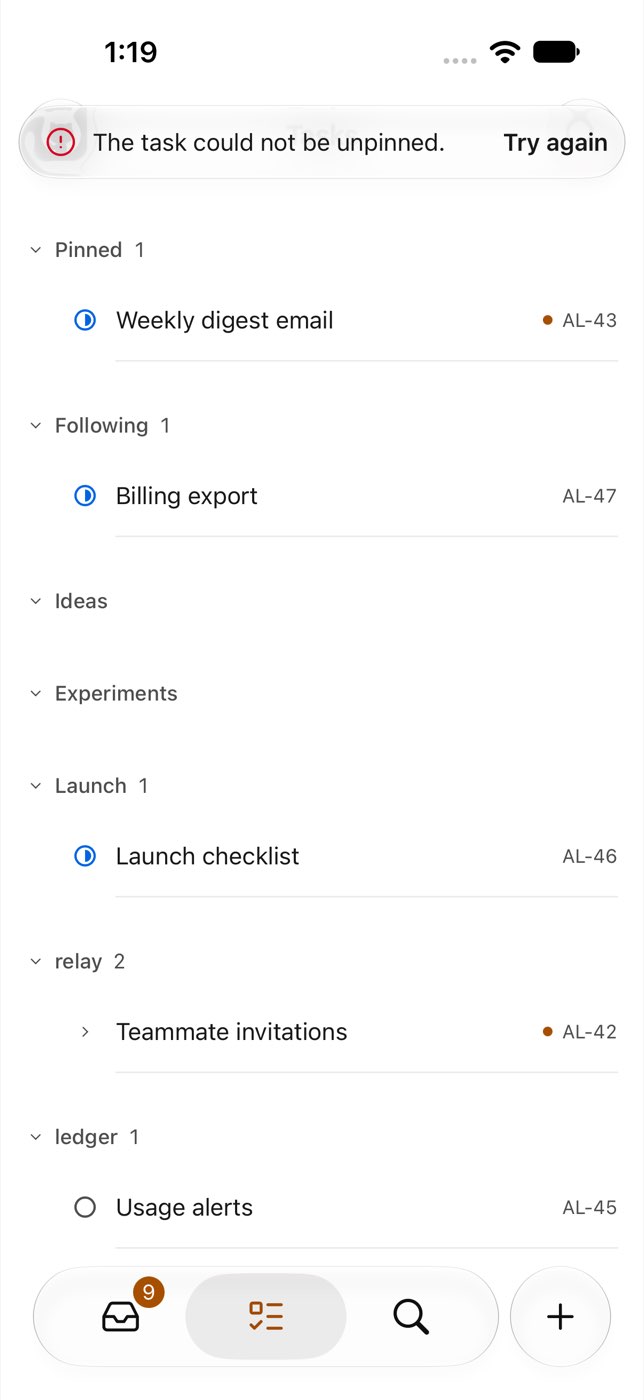 1:19
The task could not be unpinned. Try again
Pinned 1
Weekly digest email AL-43
Following 1
Billing export AL-47
Ideas
Experiments
Launch 1
Launch checklist AL-46
relay 2
Teammate invitations AL-42
ledger 1
Usage alerts AL-45
9